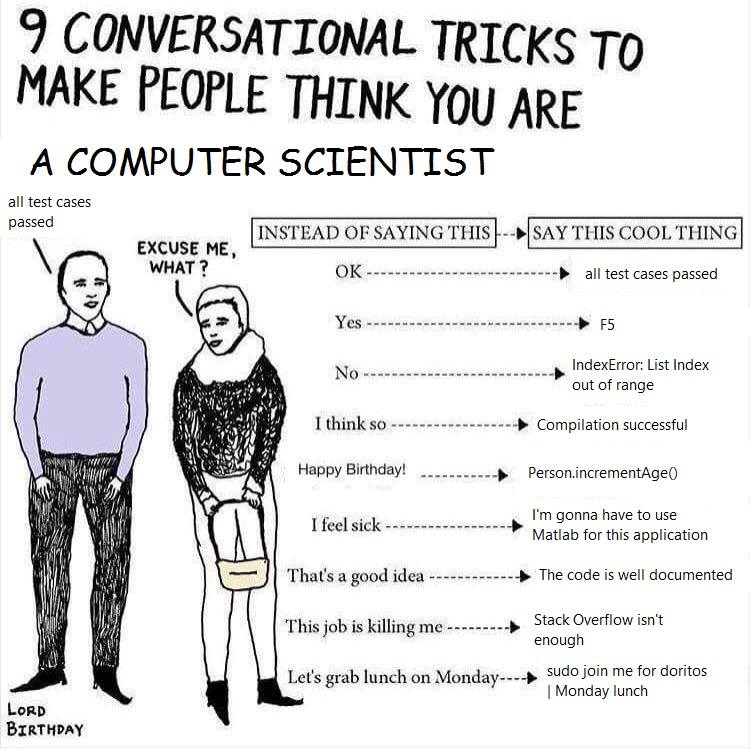 9 CONVERSATIONAL TRICKS TO
MAKE PEOPLE THINK YOU ARE
A COMPUTER SCIENTIST
all test cases
passed
EXCUSE ME,
WHAT?
INSTEAD OF SAYING THIS
SAY THIS COOL THING
OK
all test cases passed
Yes
F5
No
IndexError: List Index
out of range
I think so
Compilation successful
Happy Birthday!
Person.incrementAge()
I feel sick
I'm gonna have to use
Matlab for this application
That's a good idea
The code is well documented
This job is killing me
Stack Overflow isn't
enough
Let's grab lunch on Monday
sudo join me for doritos
| Monday lunch
LORD
BIRTHDAY